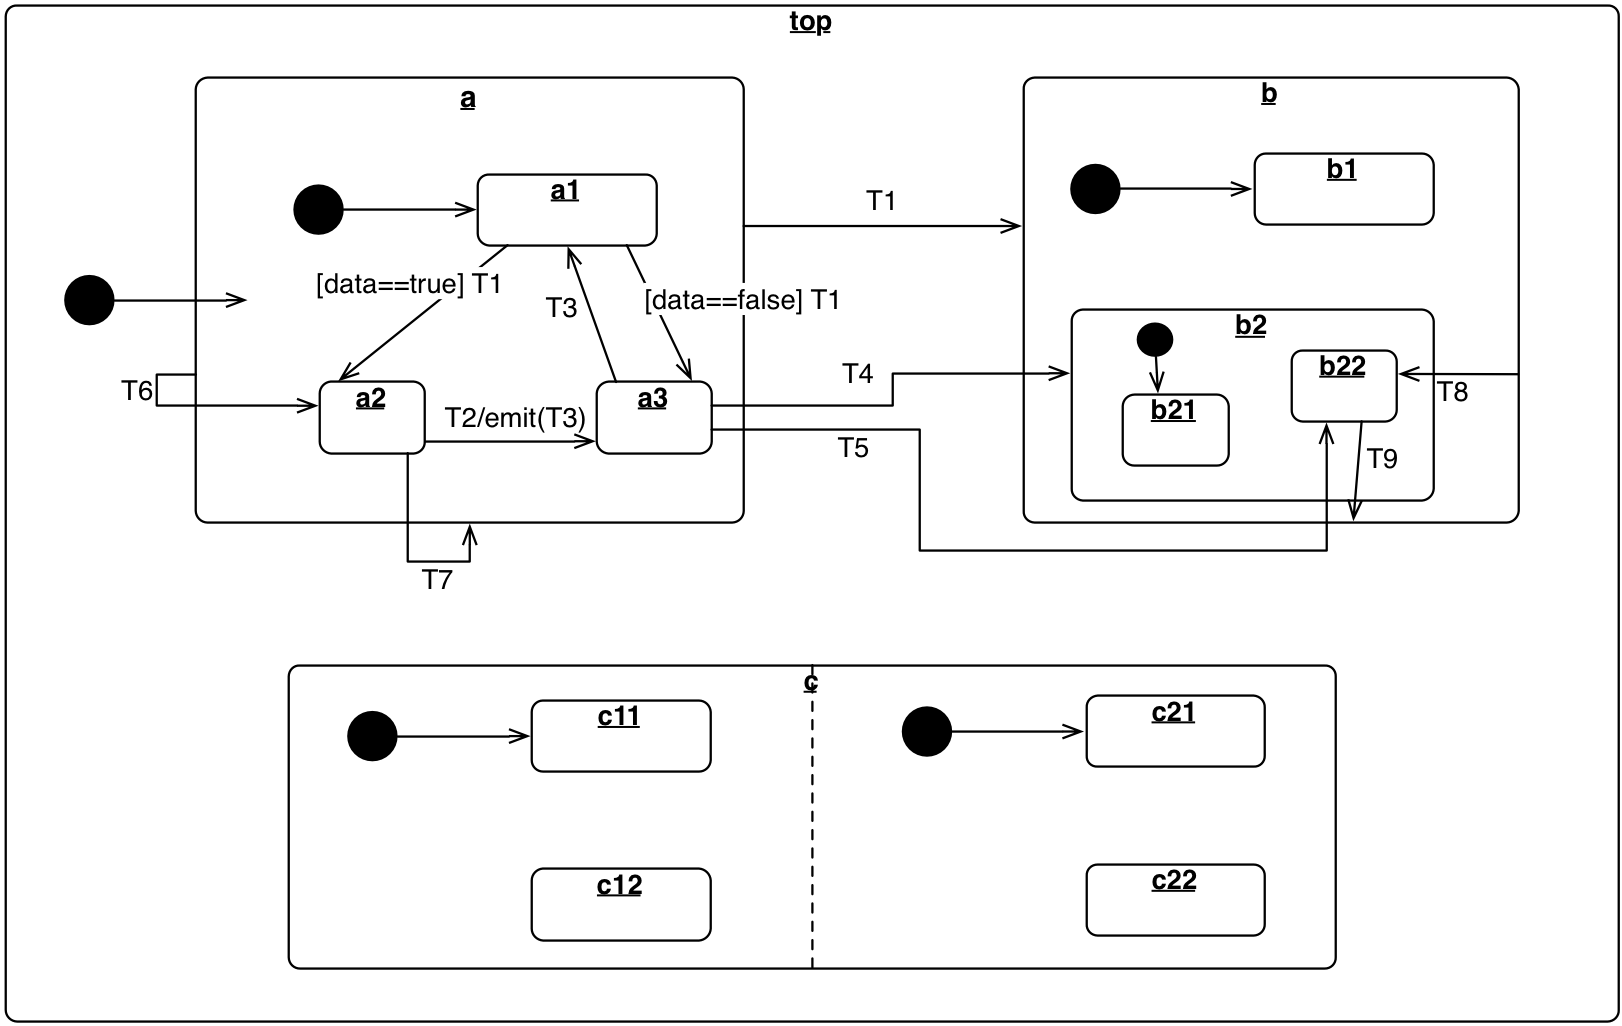 top
a
b
a1
b1
T1
[data==true] T1
T3
[data==false] T1
b2
b22
T6
a2
a3
T4
T8
b21
T2/emit(T3)
T5
T9
T7
c
c11
c21
c12
c22